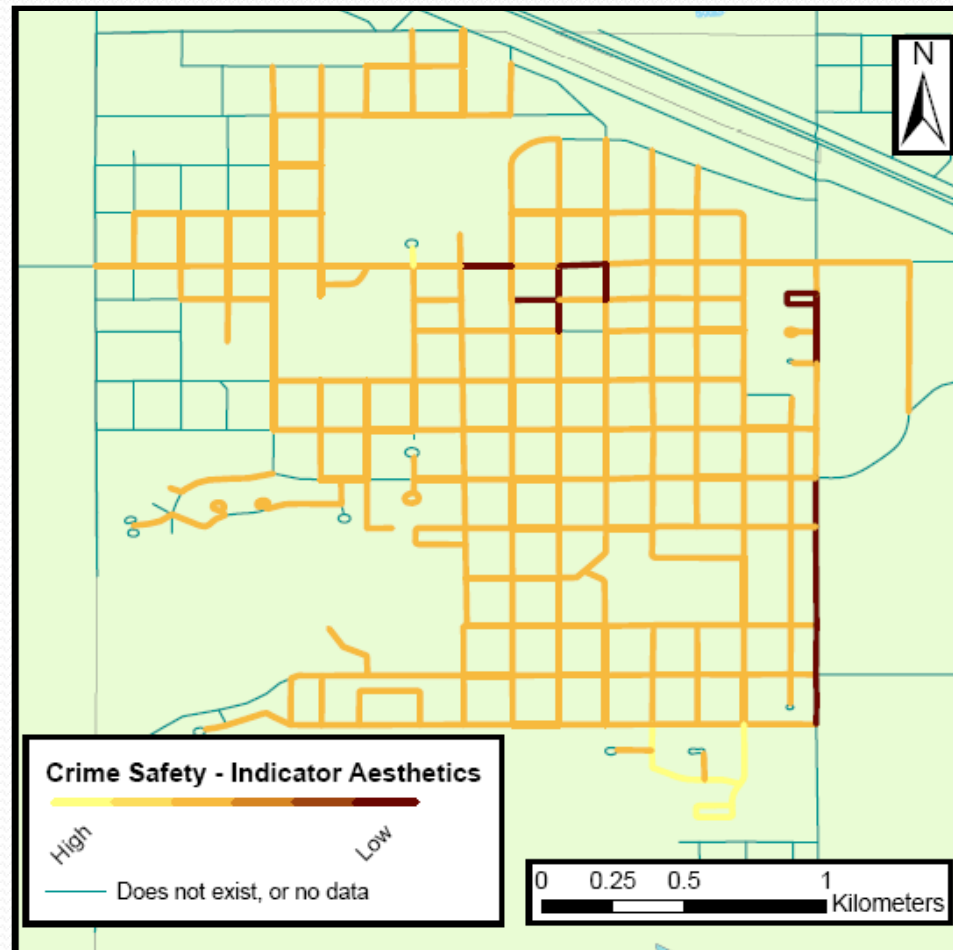 N
Crime Safety - Indicator Aesthetics
High
Low
Does not exist, or no data
0 0.25 0.5 1
Kilometers